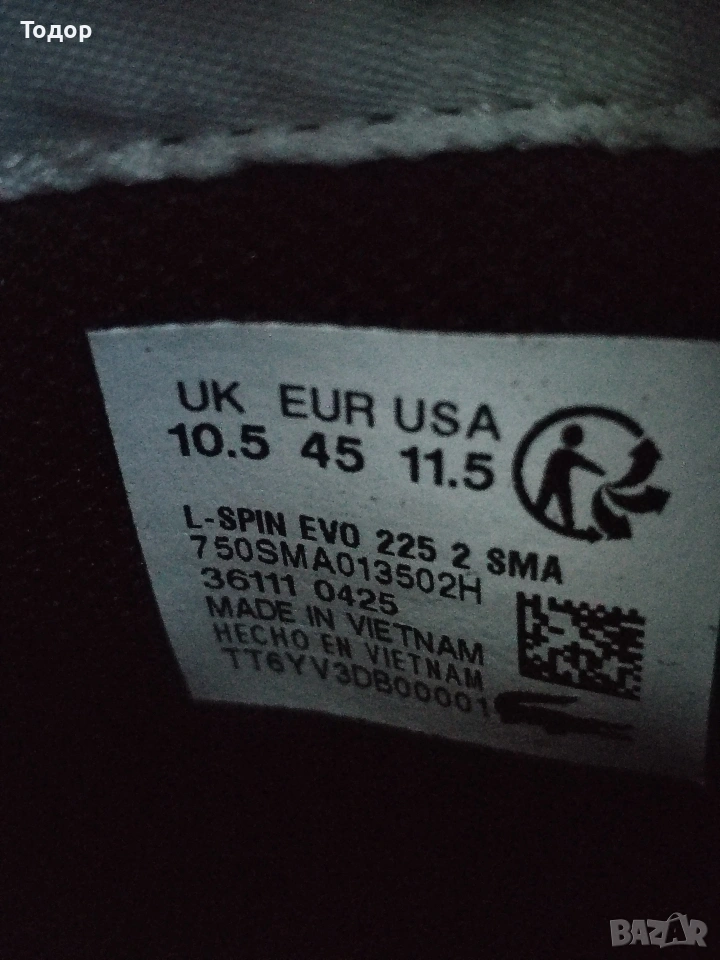 Тодор
UK EUR USA
10.5 45 11.5
L-SPIN EVO 225 2 SMA
750SMA013502H
36111 0425
MADE IN VIETNAM
HECHO EN VIETNAM
TT6YV3DB00001
BAZAR